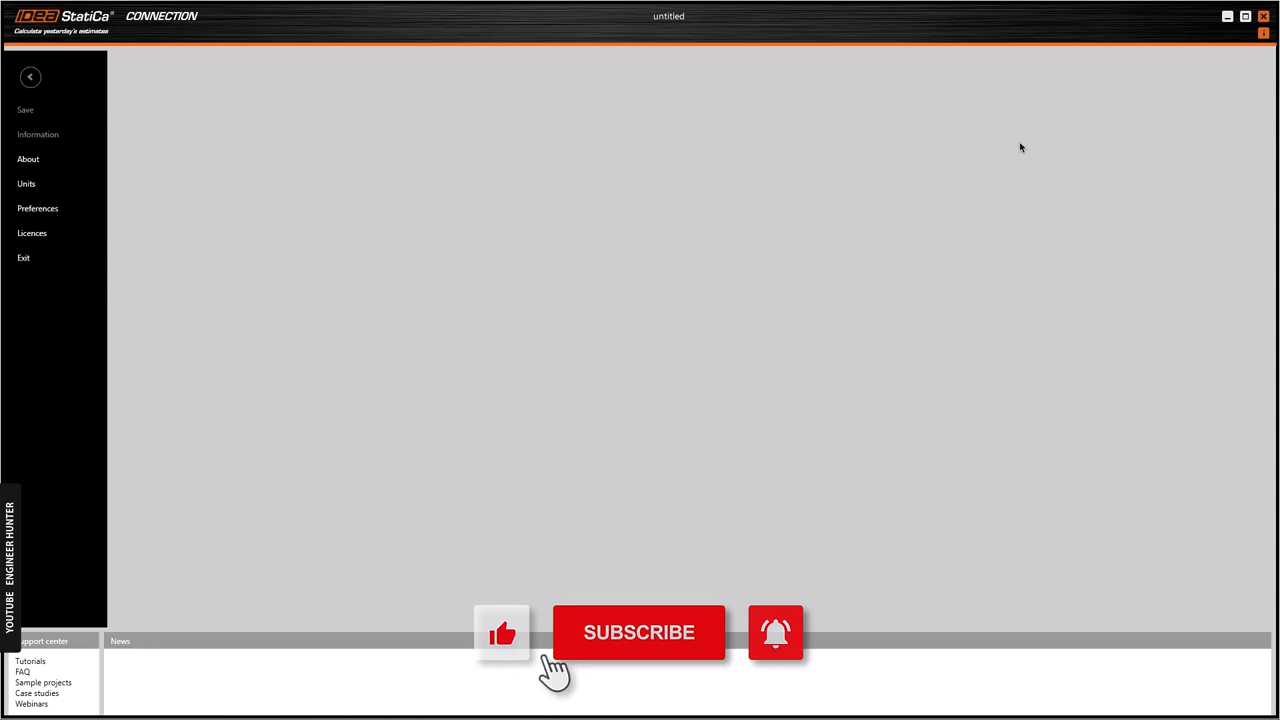 IDEA StatiCa® CONNECTION
Calculate yesterday's estimates
untitled
Save
Information
About
Units
Preferences
Licences
Exit
YOUTUBE ENGINEER HUNTER
upport center
News
Tutorials
FAQ
Sample projects
Case studies
Webinars
SUBSCRIBE